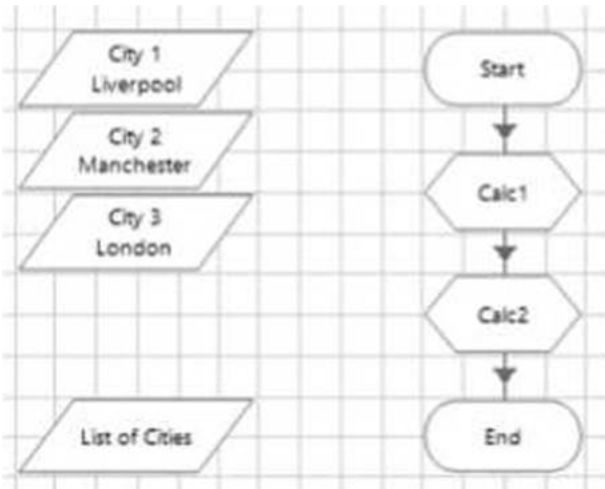 City 1
Liverpool
City 2
Manchester
City 3
London
List of Cities
Start
Calc1
Calc2
End